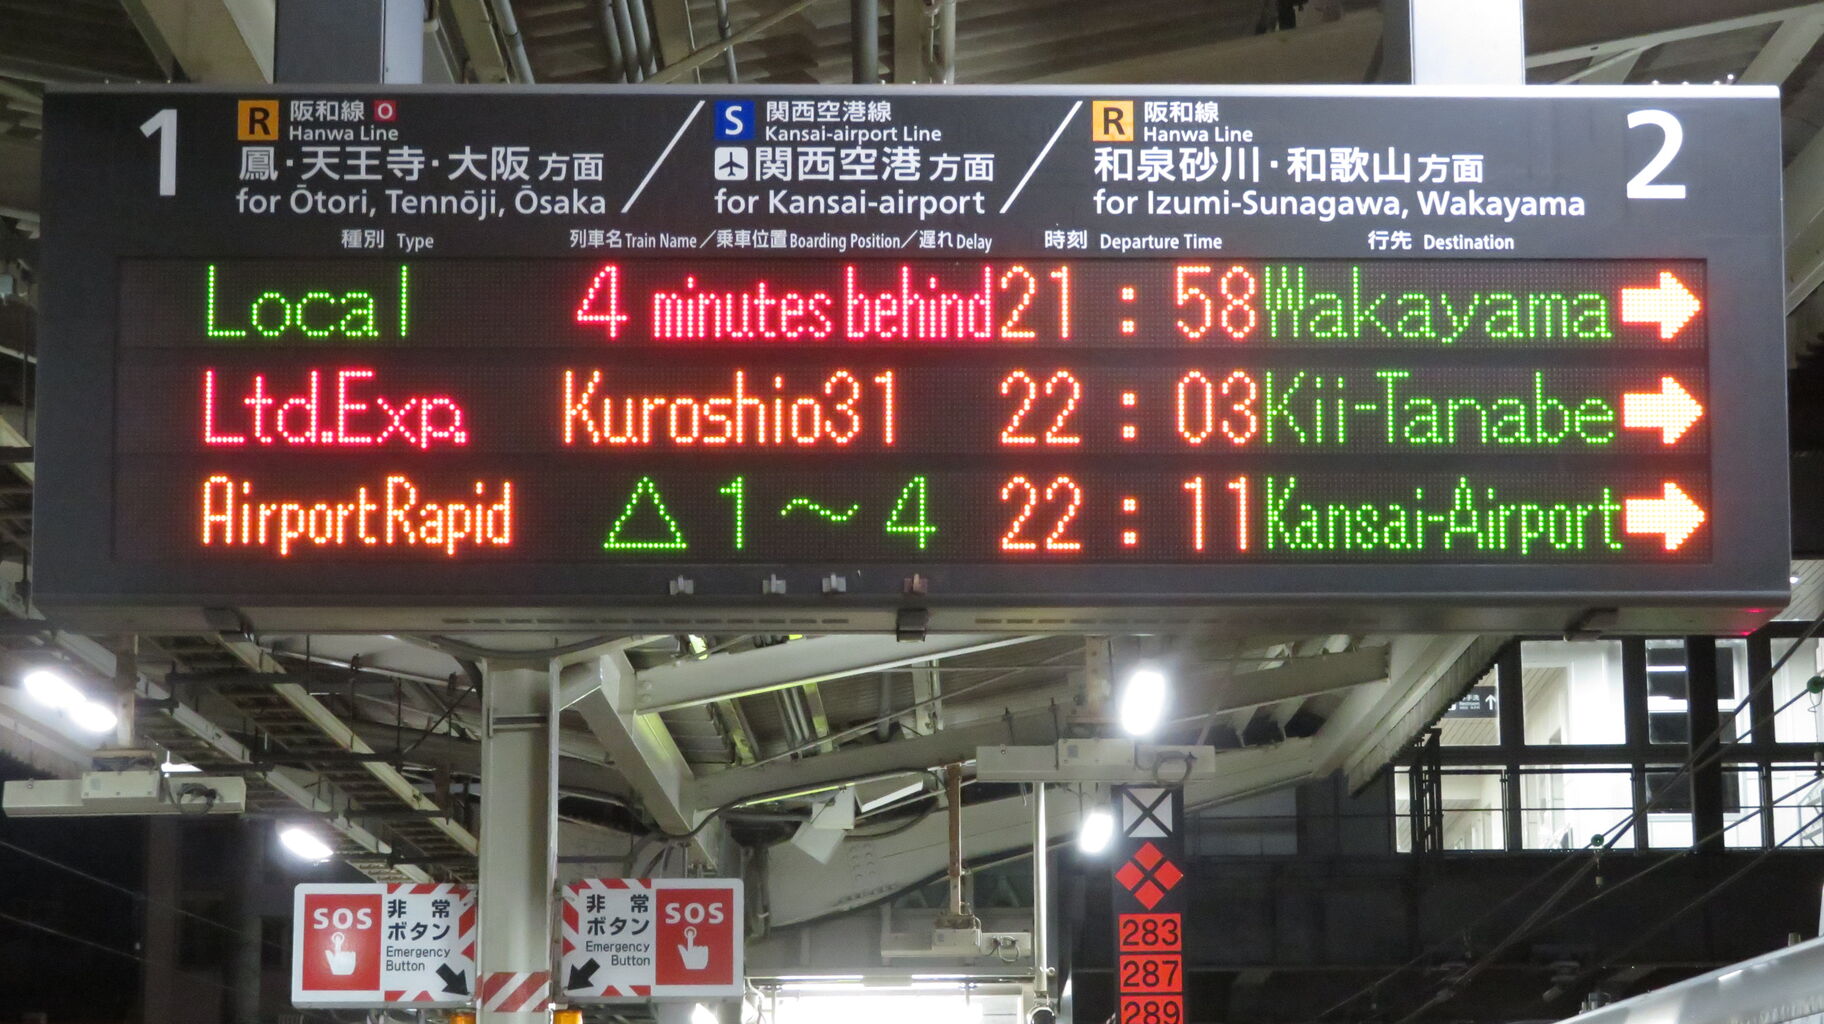 1 R 阪和線 O
Hanwa Line
鳳・天王寺・大阪方面
for Ōtori, Tennōji, Ōsaka
S 関西空港線
Kansai-airport Line
関西空港方面
for Kansai-airport
R 阪和線
Hanwa Line
和泉砂川・和歌山方面
for Izumi-Sunagawa, Wakayama
2
種別 Type 列車名 Train Name／乗車位置 Boarding Position／遅れ Delay 時刻 Departure Time 行先 Destination
Local 4 minutes behind 21:58 Wakayama →
Ltd.Exp. Kuroshio31 22:03 Kii-Tanabe →
AirportRapid △1～4 22:11 Kansai-Airport →
SOS
非常
ボタン
Emergency
Button
非常
ボタン
Emergency
Button
SOS
283
287
289